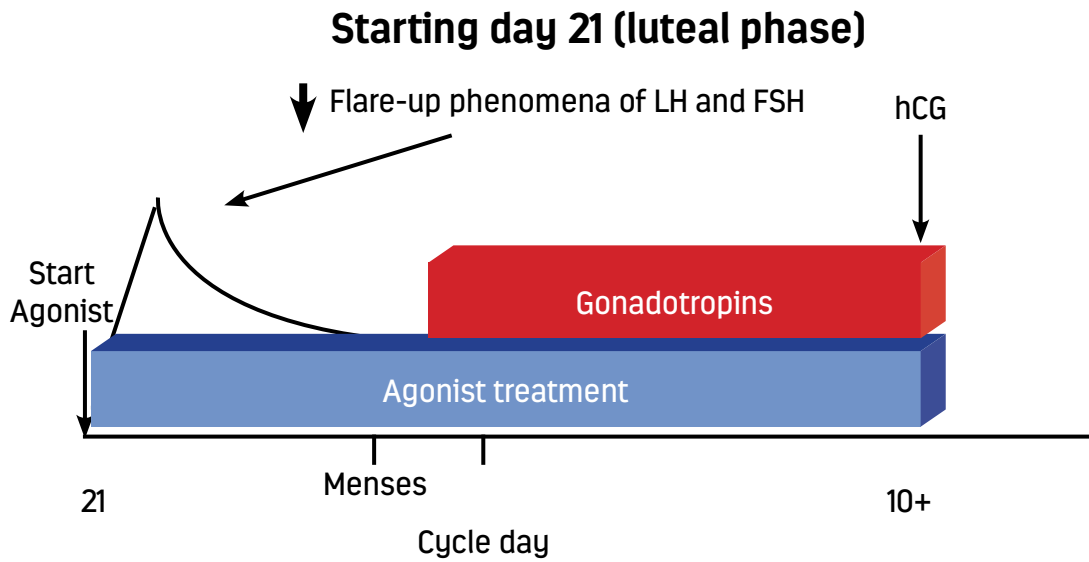 Starting day 21 (luteal phase)
Flare-up phenomena of LH and FSH
hCG
Start
Agonist
Gonadotropins
Agonist treatment
Menses
21
10+
Cycle day